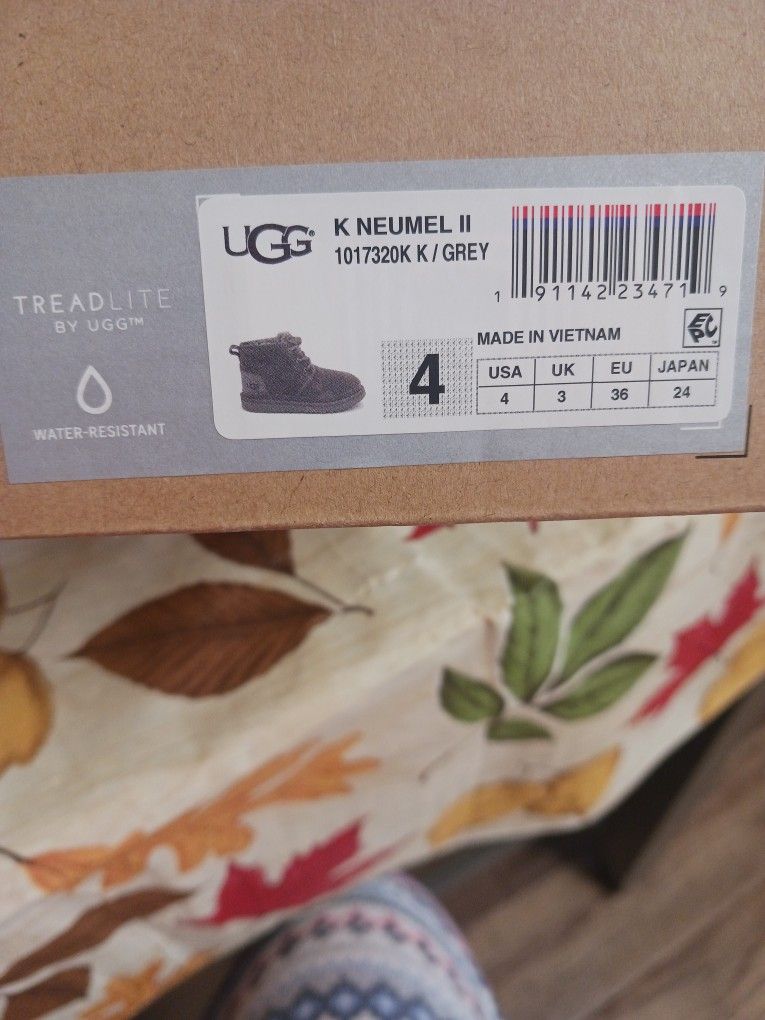 TREADLITE
BY UGG™
WATER-RESISTANT
UGG®
K NEUMEL II
1017320K K / GREY
1 91142 23471 9
MADE IN VIETNAM
EPC
4
USA UK EU JAPAN
4 3 36 24